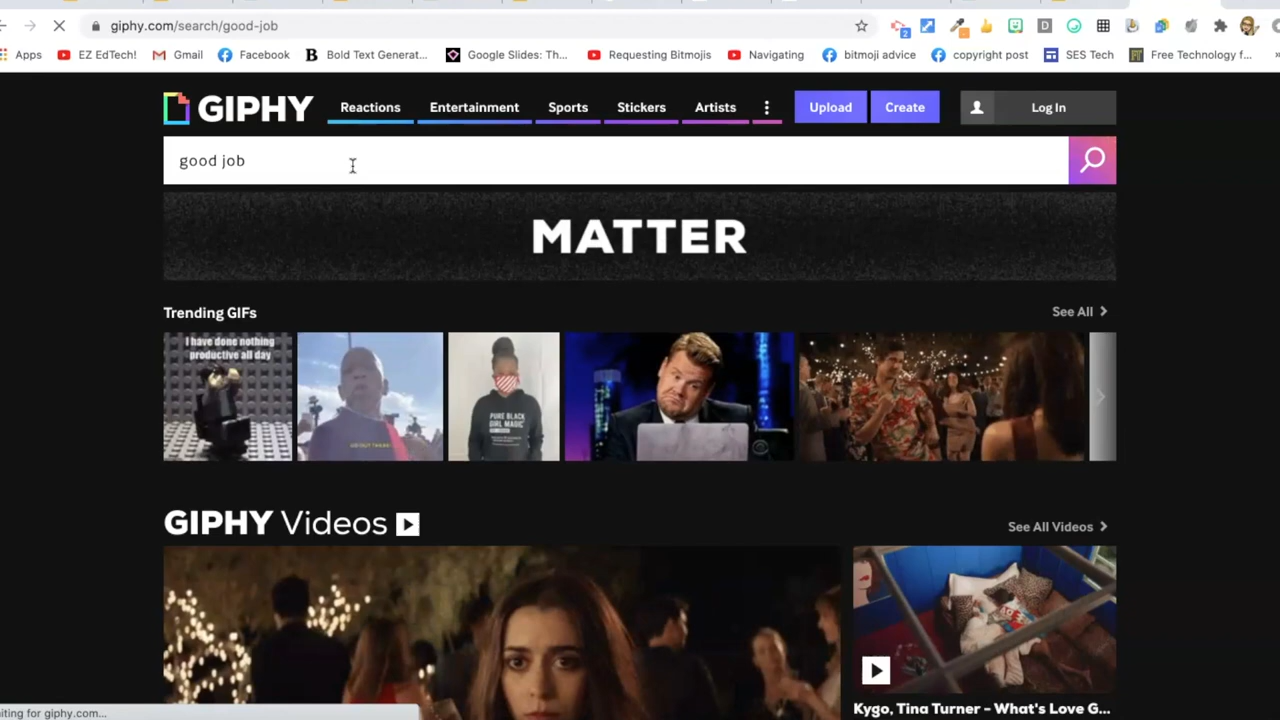 giphy.com/search/good-job
2
D
Apps
EZ EdTech!
Gmail
Facebook
B
Bold Text Generat...
Google Slides: Th...
Requesting Bitmojis
Navigating
bitmoji advice
copyright post
SES Tech
Free Technology f...
GIPHY
Reactions
Entertainment
Sports
Stickers
Artists
Upload
Create
Log In
good job
MATTER
Trending GIFs
See All
I have done nothing
productive all day
PURE BLACK
GIRL MAGIC
GIPHY Videos
See All Videos
Kygo, Tina Turner - What's Love G...
iting for giphy.com...